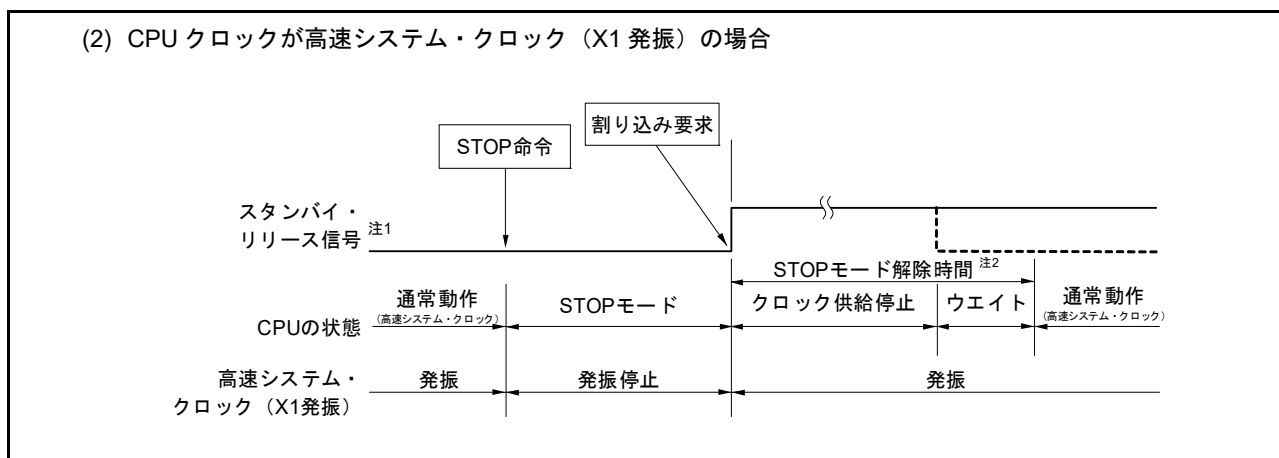 (2) CPU クロックが高速システム・クロック（X1 発振）の場合
STOP命令
割り込み要求
スタンバイ・
リリース信号 注1
STOPモード解除時間 注2
CPUの状態
通常動作
(高速システム・クロック)
STOPモード
クロック供給停止
ウエイト
通常動作
(高速システム・クロック)
高速システム・
クロック（X1発振）
発振
発振停止
発振